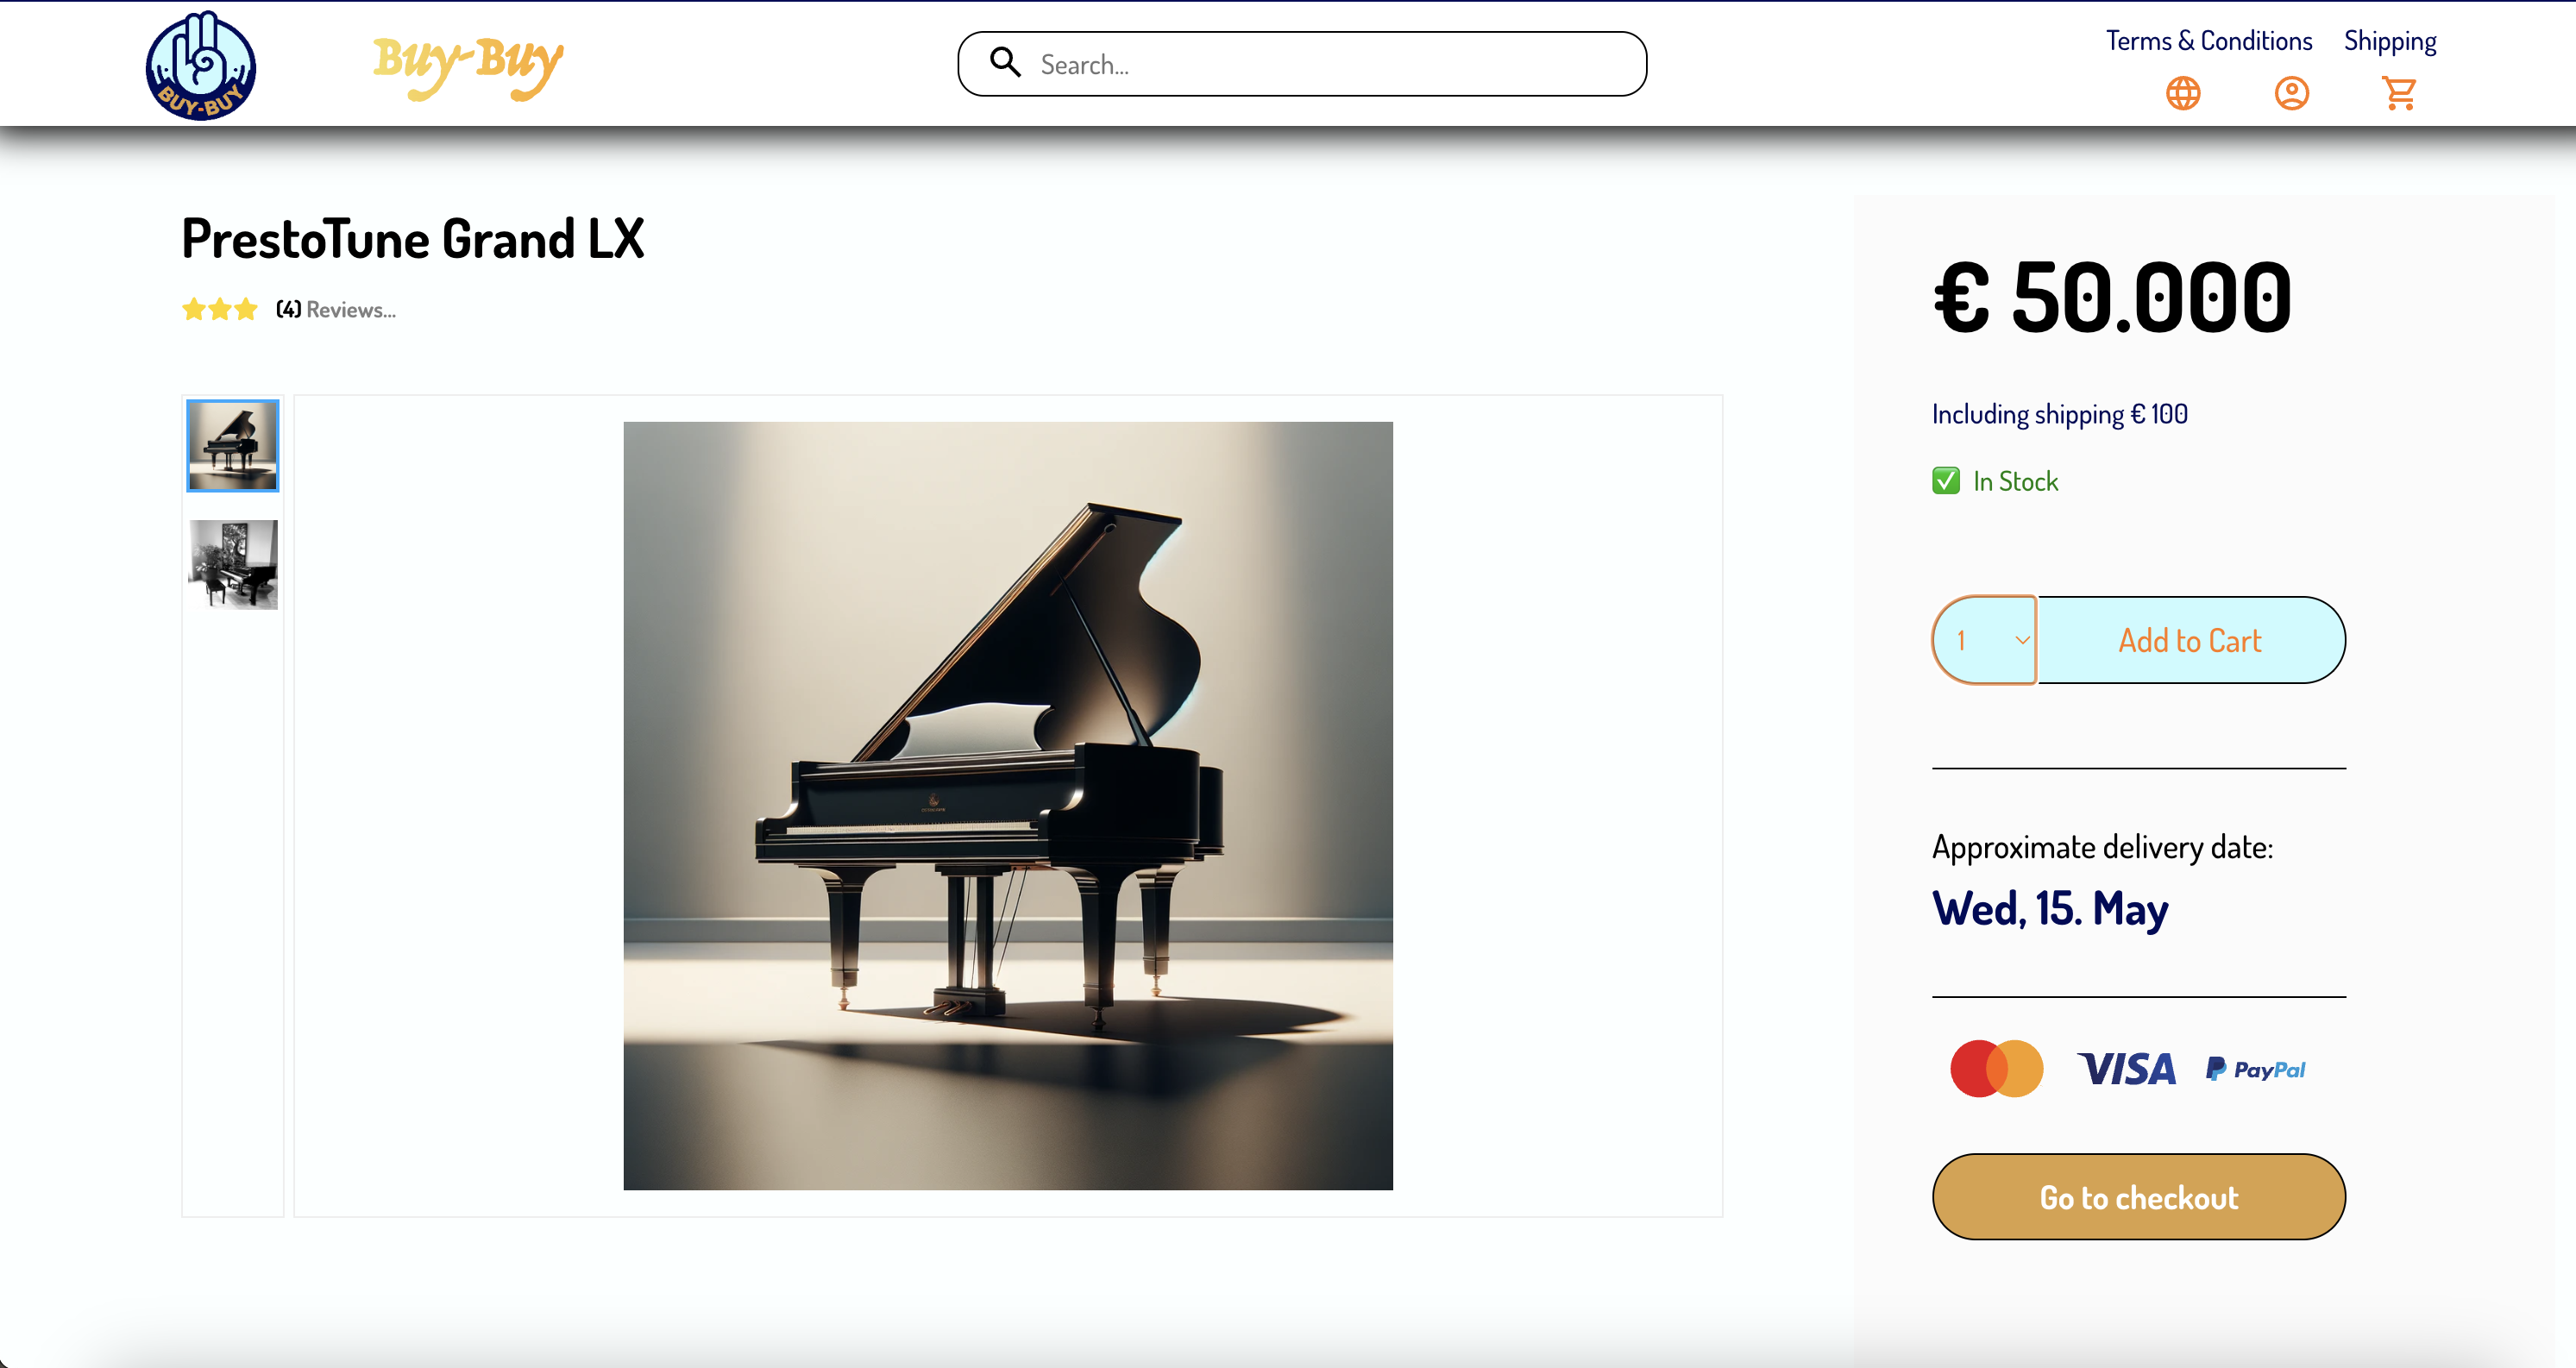 BUY-BUY
Buy-Buy
Search...
Terms & Conditions Shipping
PrestoTune Grand LX
(4) Reviews...
€ 50.000
Including shipping € 100
In Stock
1
Add to Cart
Approximate delivery date:
Wed, 15. May
VISA
PayPal
Go to checkout